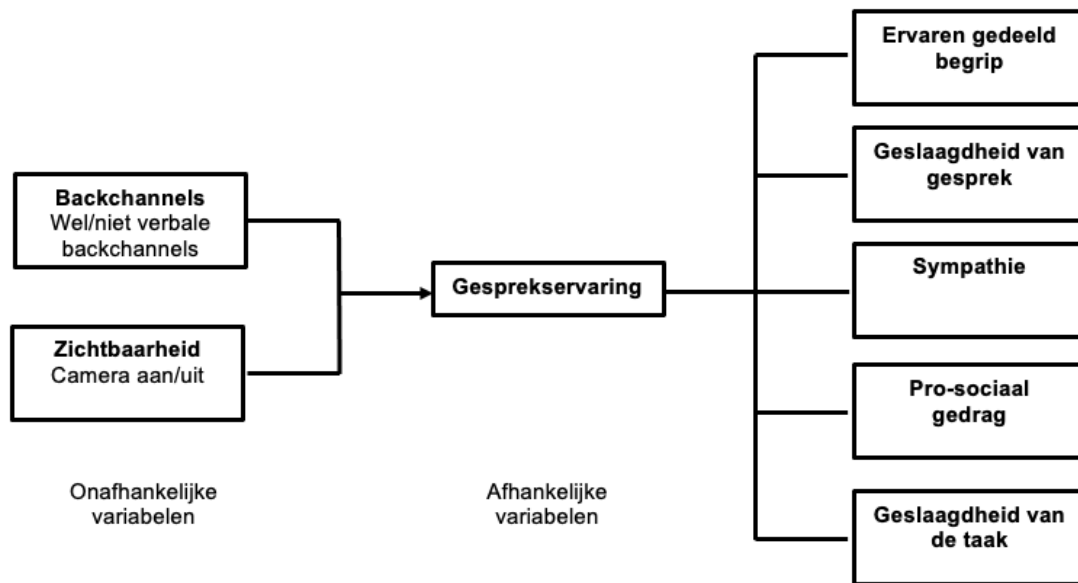 Backchannels
Wel/niet verbale
backchannels
Zichtbaarheid
Camera aan/uit
Onafhankelijke
variabelen
Gesprekservaring
Afhankelijke
variabelen
Ervaren gedeeld
begrip
Geslaagdheid van
gesprek
Sympathie
Pro-sociaal
gedrag
Geslaagdheid van
de taak